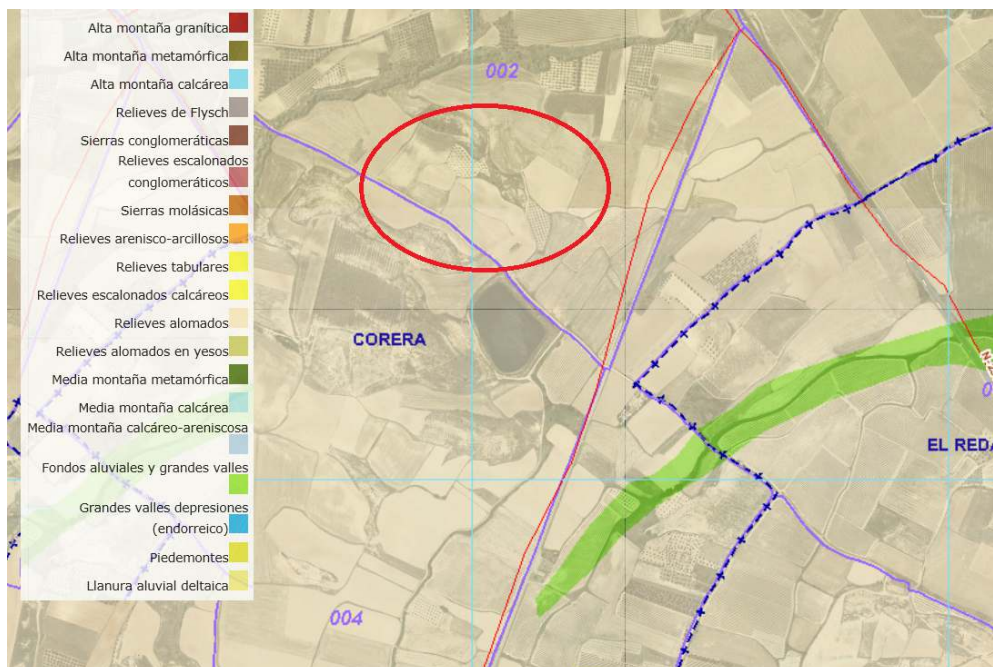 Alta montaña granítica
Alta montaña metamórfica
Alta montaña calcárea
Relieves de Flysch
Sierras conglomeráticas
Relieves escalonados
conglomeráticos
Sierras molásicas
Relieves arenisco-arcillosos
Relieves tabulares
Relieves escalonados calcáreos
Relieves alomados
Relieves alomados en yesos
Media montaña metamórfica
Media montaña calcárea
Media montaña calcáreo-areniscosa
Fondos aluviales y grandes valles
Grandes valles depresiones
(endorreico)
Piedemontes
Llanura aluvial deltaica
002
CORERA
EL REDA
004